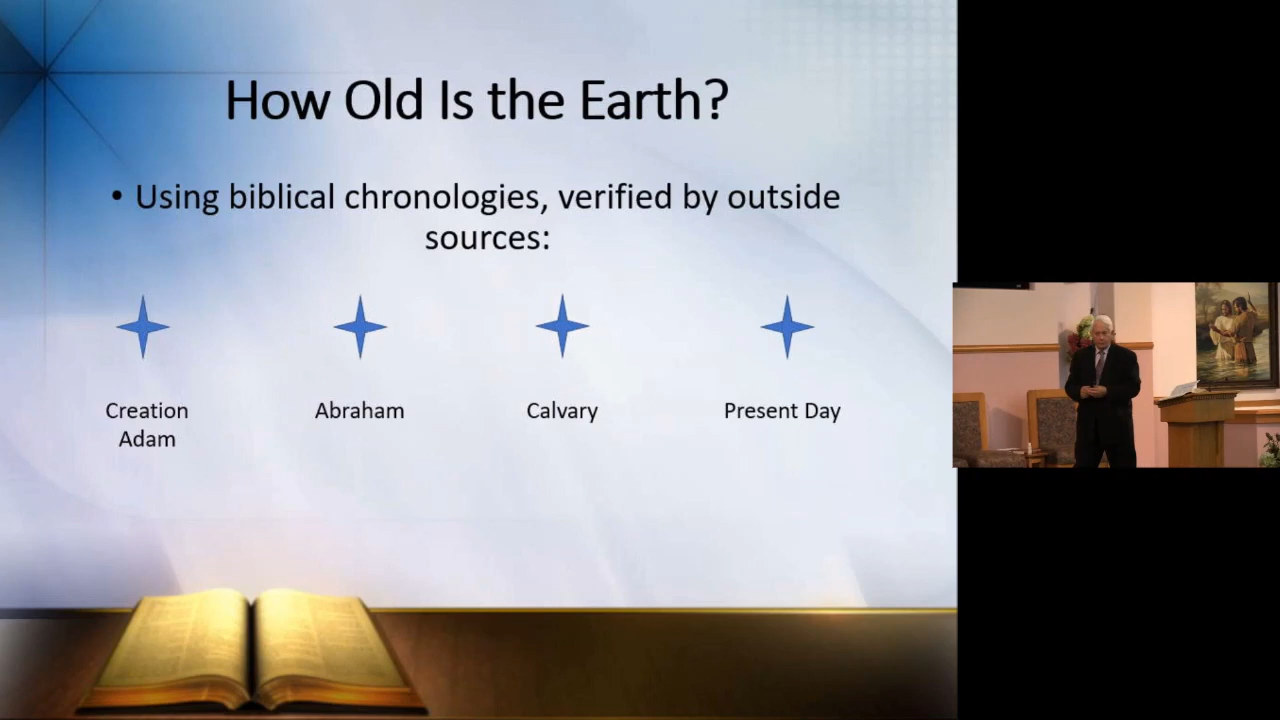 How Old Is the Earth?
• Using biblical chronologies, verified by outside
sources:
Creation
Adam
Abraham
Calvary
Present Day